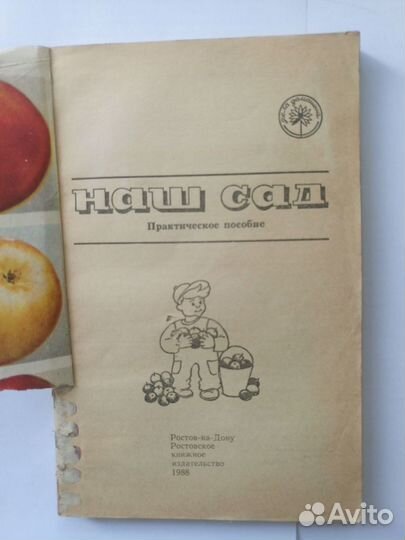 наш сад
Практическое пособие
Ростов-на-Дону
Ростовское
книжное
издательство
1988
Avito